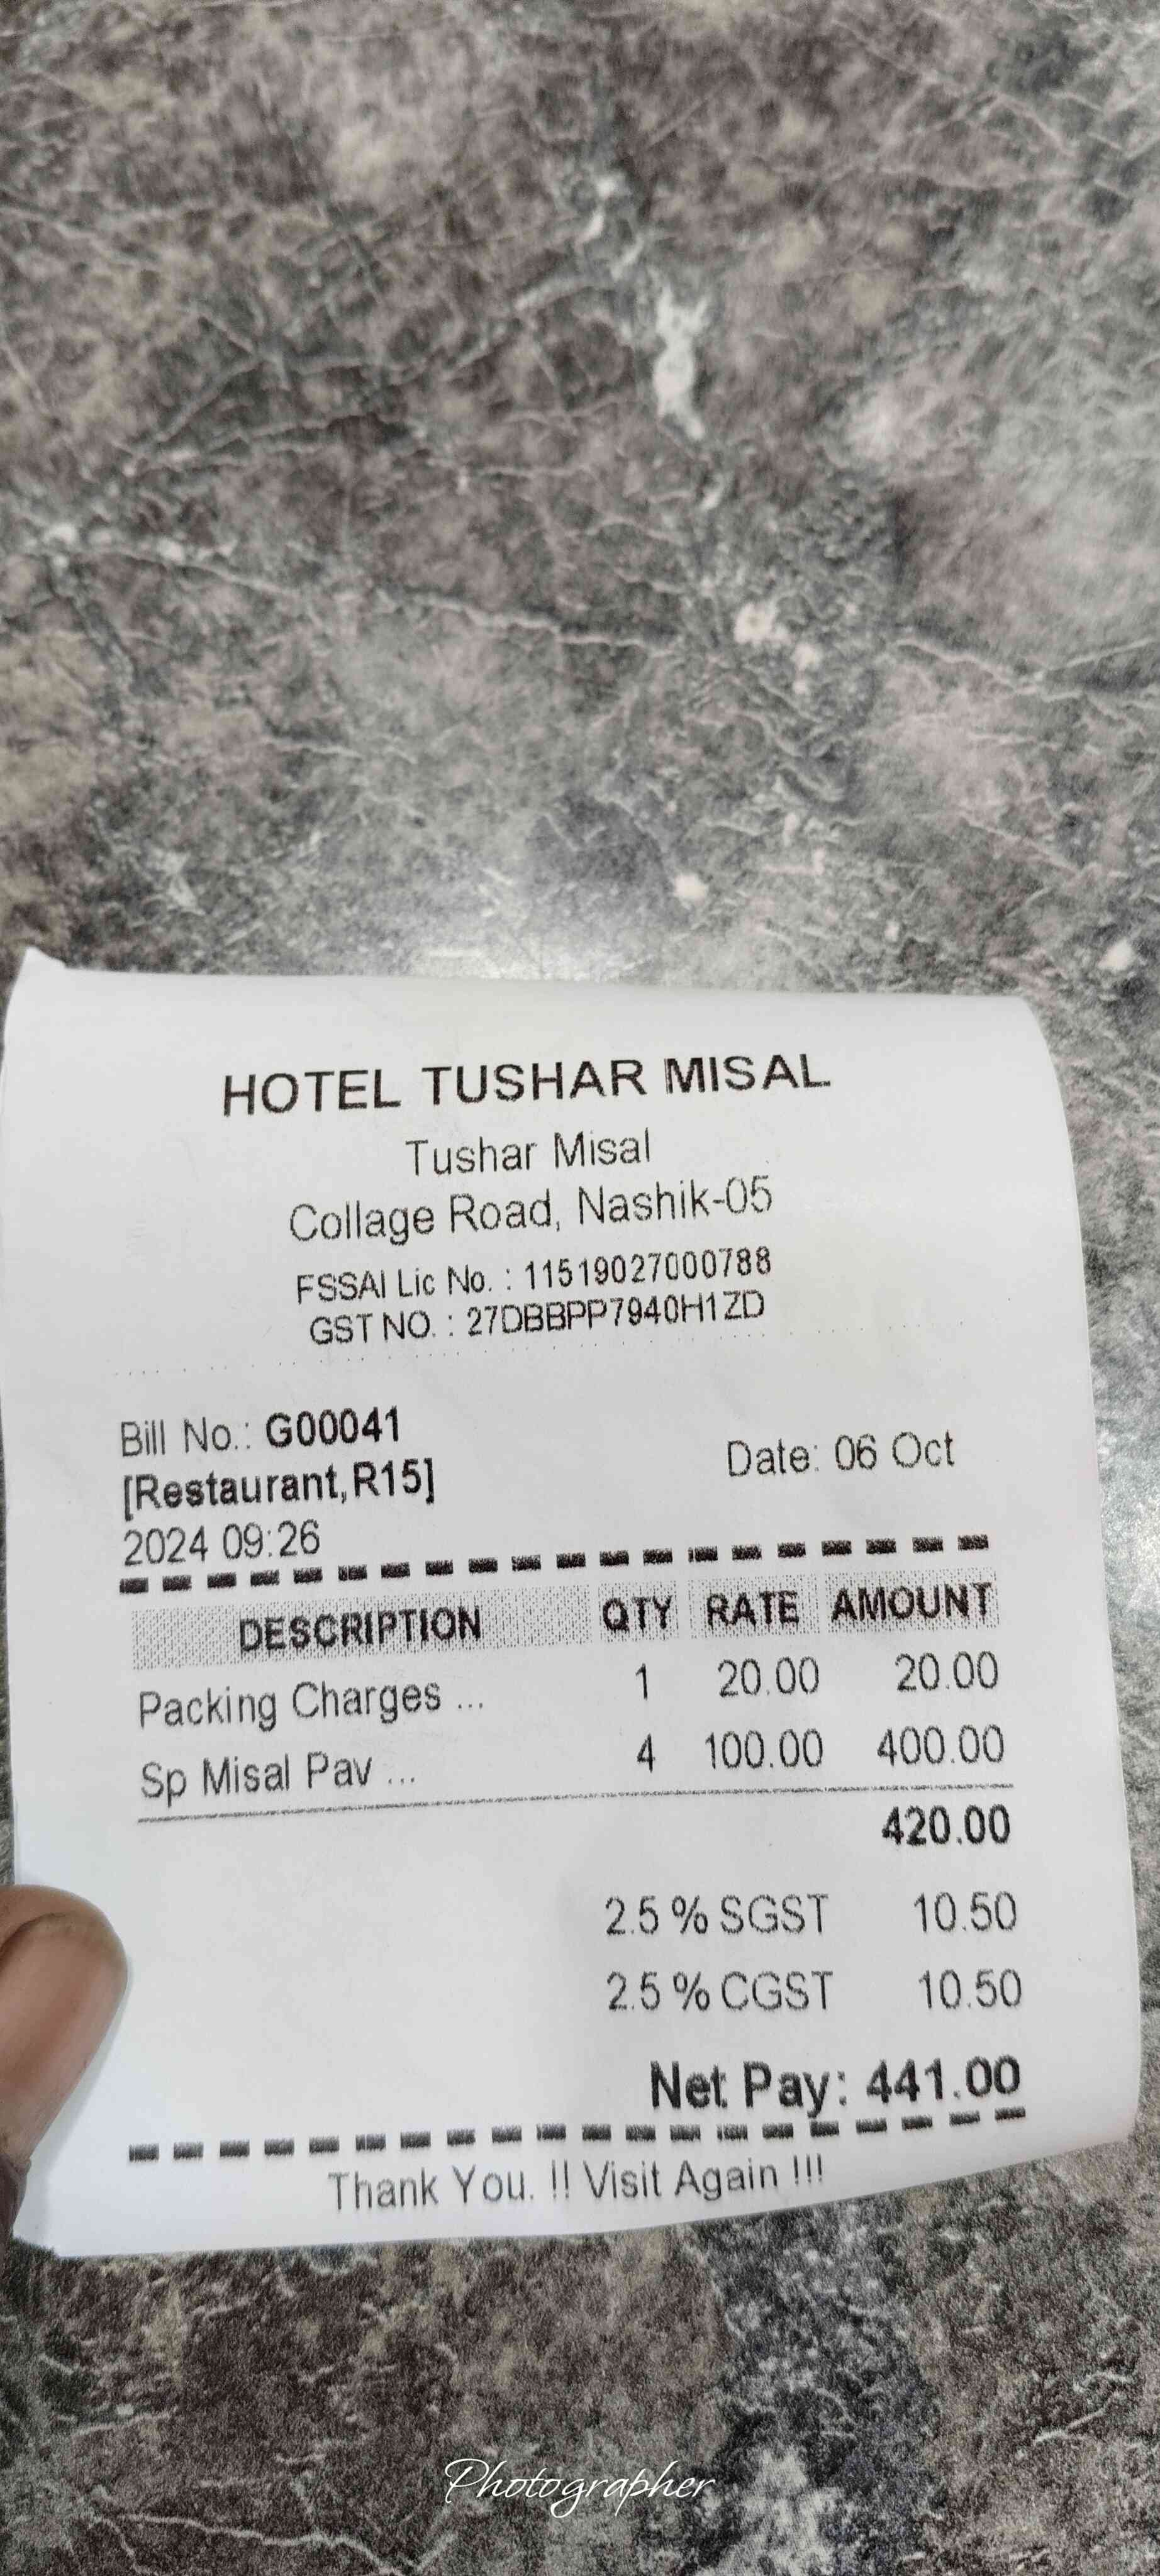 HOTEL TUSHAR MISAL
Tushar Misal
Collage Road, Nashik-05
FSSAI Lic No. : 11519027000788
GST NO. : 27DBBPP7940H1ZD
Bill No.: G00041
[Restaurant,R15] Date: 06 Oct
2024 09:26
DESCRIPTION QTY RATE AMOUNT
Packing Charges ... 1 20.00 20.00
Sp Misal Pav ... 4 100.00 400.00
420.00
2.5 % SGST 10.50
2.5 % CGST 10.50
Net Pay: 441.00
Thank You. !! Visit Again !!!
Photographer